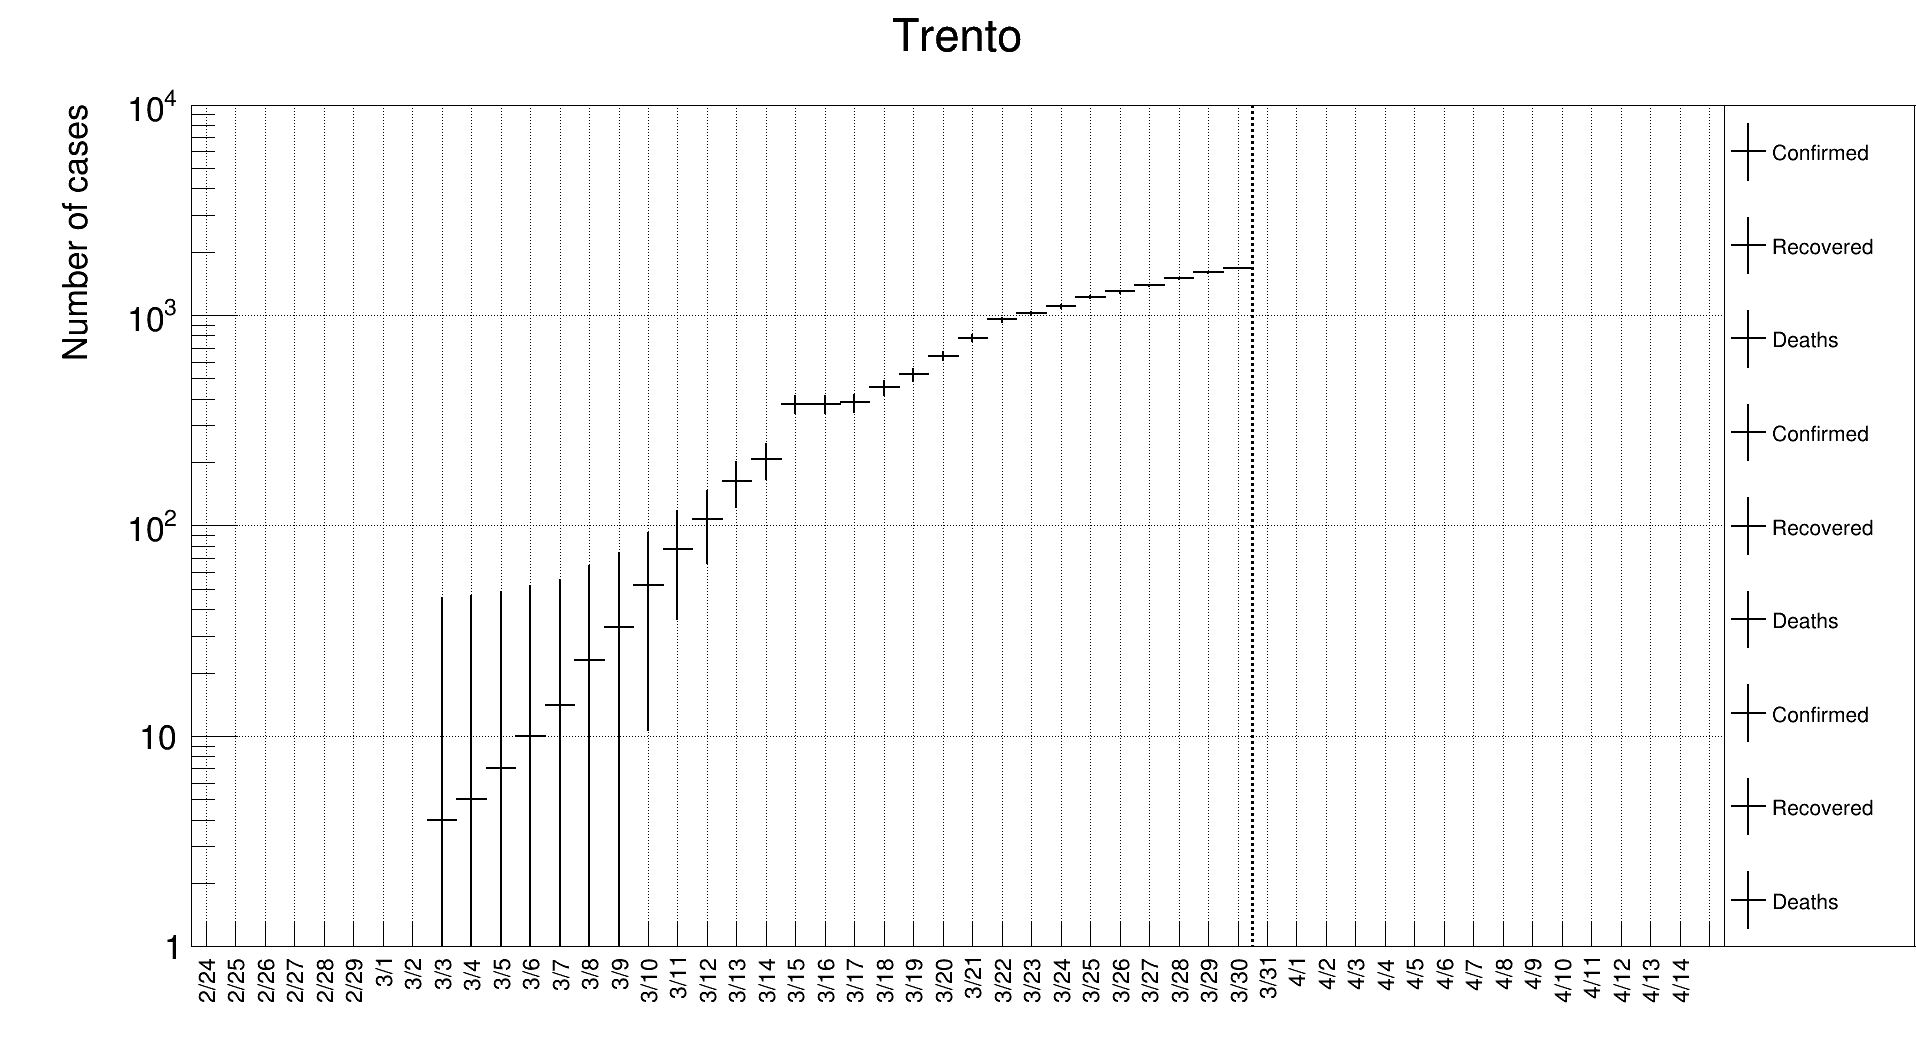 Trento
Number of cases
10⁴
10³
10²
10
1
2/24 2/25 2/26 2/27 2/28 2/29 3/1 3/2 3/3 3/4 3/5 3/6 3/7 3/8 3/9 3/10 3/11 3/12 3/13 3/14 3/15 3/16 3/17 3/18 3/19 3/20 3/21 3/22 3/23 3/24 3/25 3/26 3/27 3/28 3/29 3/30 3/31 4/1 4/2 4/3 4/4 4/5 4/6 4/7 4/8 4/9 4/10 4/11 4/12 4/13 4/14
Confirmed
Recovered
Deaths
Confirmed
Recovered
Deaths
Confirmed
Recovered
Deaths